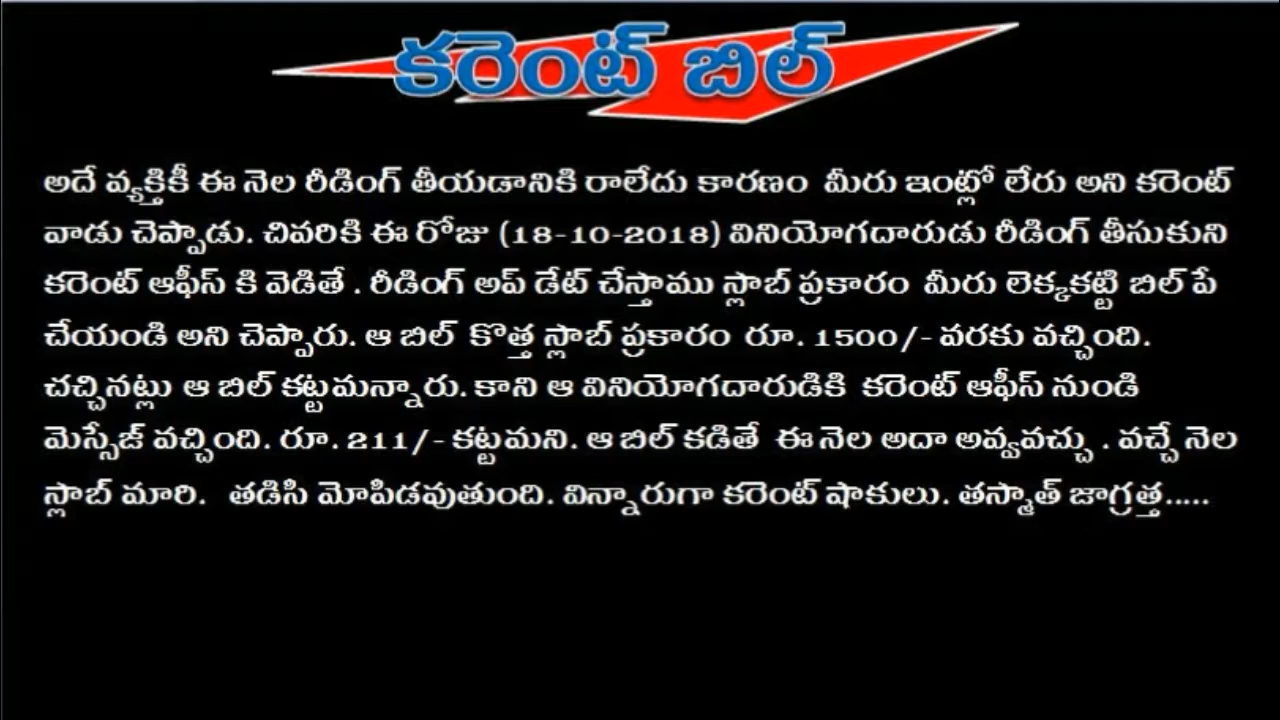 కరెంట్ బిల్
అదే వ్యక్తికీ ఈ నెల రీడింగ్ తీయడానికి రాలేదు కారణం మీరు ఇంట్లో లేరు అని కరెంట్
వాడు చెప్పాడు. చివరికి ఈ రోజు (18-10-2018) వినియోగదారుడు రీడింగ్ తీసుకుని
కరెంట్ ఆఫీస్ కి వెడితే . రీడింగ్ అప్ డేట్ చేస్తాము స్లాబ్ ప్రకారం మీరు లెక్కకట్టి బిల్ పే
చేయండి అని చెప్పారు. ఆ బిల్ కొత్త స్లాబ్ ప్రకారం రూ. 1500/- వరకు వచ్చింది.
చచ్చినట్లు ఆ బిల్ కట్టమన్నారు. కాని ఆ వినియోగదారుడికి కరెంట్ ఆఫీస్ నుండి
మెస్సేజ్ వచ్చింది. రూ. 211/- కట్టమని. ఆ బిల్ కడితే ఈ నెల అదా అవ్వవచ్చు . వచ్చే నెల
స్లాబ్ మారి. తడిసి మోపిడవుతుంది. విన్నారుగా కరెంట్ షాకులు. తస్మాత్ జాగ్రత్త.....